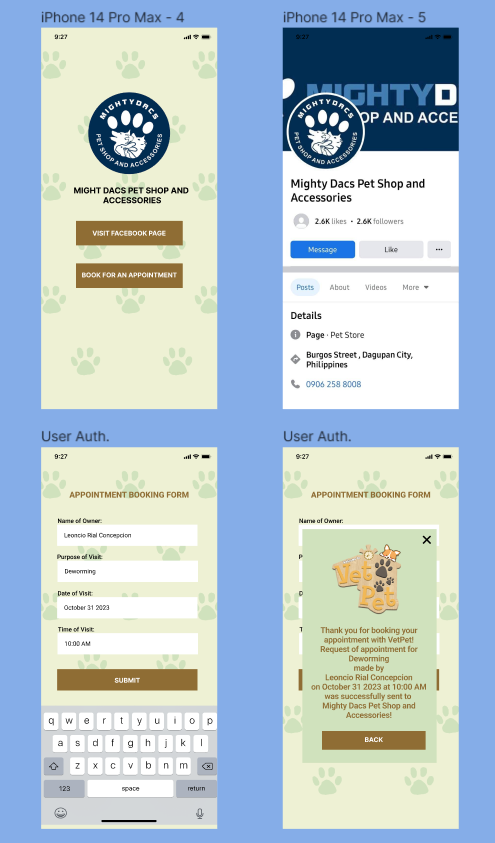 iPhone 14 Pro Max - 4
9:27
MIGHTYDACS
PET SHOP AND ACCESSORIES
MIGHT DACS PET SHOP AND
ACCESSORIES
VISIT FACEBOOK PAGE
BOOK FOR AN APPOINTMENT
iPhone 14 Pro Max - 5
9:27
MIGHTYD
OP AND ACCE
MIGHTYDACS
PET SHOP AND ACCESSORIES
Mighty Dacs Pet Shop and
Accessories
2.6K likes • 2.6K followers
Message
Like
Posts
About
Videos
More
Details
Page · Pet Store
Burgos Street , Dagupan City,
Philippines
0906 258 8008
User Auth.
9:27
APPOINTMENT BOOKING FORM
Name of Owner:
Leoncio Rial Concepcion
Purpose of Visit:
Deworming
Date of Visit:
October 31 2023
Time of Visit:
10:00 AM
SUBMIT
q w e r t y u i o p
a s d f g h j k l
z x c v b n m
123 space return
User Auth.
9:27
APPOINTMENT BOOKING FORM
Name of Owner:
P
D
T
Vet
Pet
Thank you for booking your
appointment with VetPet!
Request of appointment for
Deworming
made by
Leoncio Rial Concepcion
on October 31 2023 at 10:00 AM
was successfully sent to
Mighty Dacs Pet Shop and
Accessories!
BACK